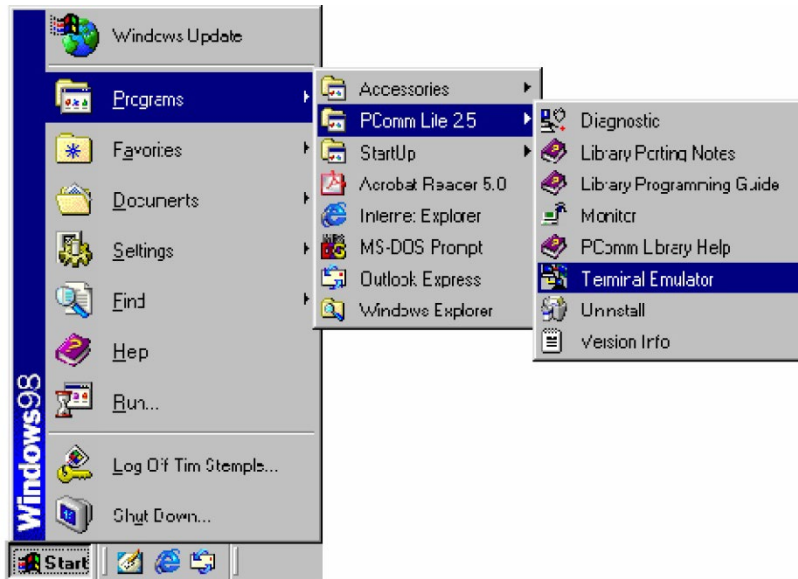 Windows Update
Programs
Favorites
Documents
Settings
Find
Help
Run...
Log Off Tim Stemple...
Shut Down...
Windows98
Start
Accessories
PComm Lite 2.5
StartUp
Acrobat Reader 5.0
Internet Explorer
MS-DOS Prompt
Outlook Express
Windows Explorer
Diagnostic
Library Porting Notes
Library Programming Guide
Monitor
PComm Library Help
Terminal Emulator
Uninstall
Version Info